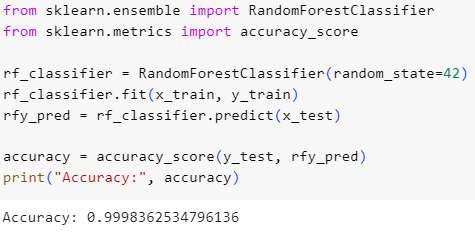 from sklearn.ensemble import RandomForestClassifier
from sklearn.metrics import accuracy_score
rf_classifier = RandomForestClassifier(random_state=42)
rf_classifier.fit(x_train, y_train)
rfy_pred = rf_classifier.predict(x_test)
accuracy = accuracy_score(y_test, rfy_pred)
print("Accuracy:", accuracy)
Accuracy: 0.9998362534796136